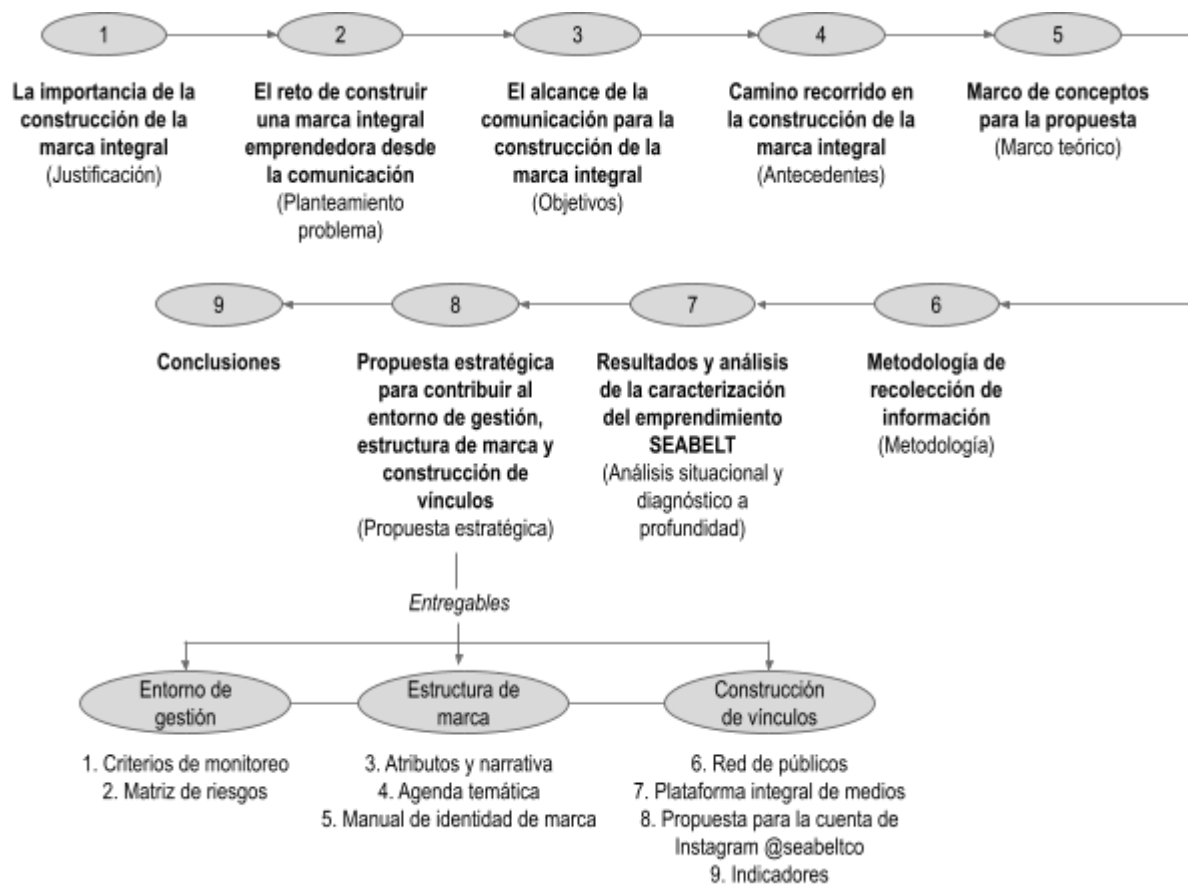 1
2
3
4
5
La importancia de la
construcción de la
marca integral
(Justificación)
El reto de construir
una marca integral
emprendedora desde
la comunicación
(Planteamiento
problema)
El alcance de la
comunicación para la
construcción de la
marca integral
(Objetivos)
Camino recorrido en
la construcción de la
marca integral
(Antecedentes)
Marco de conceptos
para la propuesta
(Marco teórico)
9
8
7
6
Conclusiones
Propuesta estratégica
para contribuir al
entorno de gestión,
estructura de marca y
construcción de
vínculos
(Propuesta estratégica)
Resultados y análisis
de la caracterización
del emprendimiento
SEABELT
(Análisis situacional y
diagnóstico a
profundidad)
Metodología de
recolección de
información
(Metodología)
Entregables
Entorno de
gestión
Estructura de
marca
Construcción
de vínculos
1. Criterios de monitoreo
2. Matriz de riesgos
3. Atributos y narrativa
4. Agenda temática
5. Manual de identidad de marca
6. Red de públicos
7. Plataforma integral de medios
8. Propuesta para la cuenta de
Instagram @seabeltco
9. Indicadores